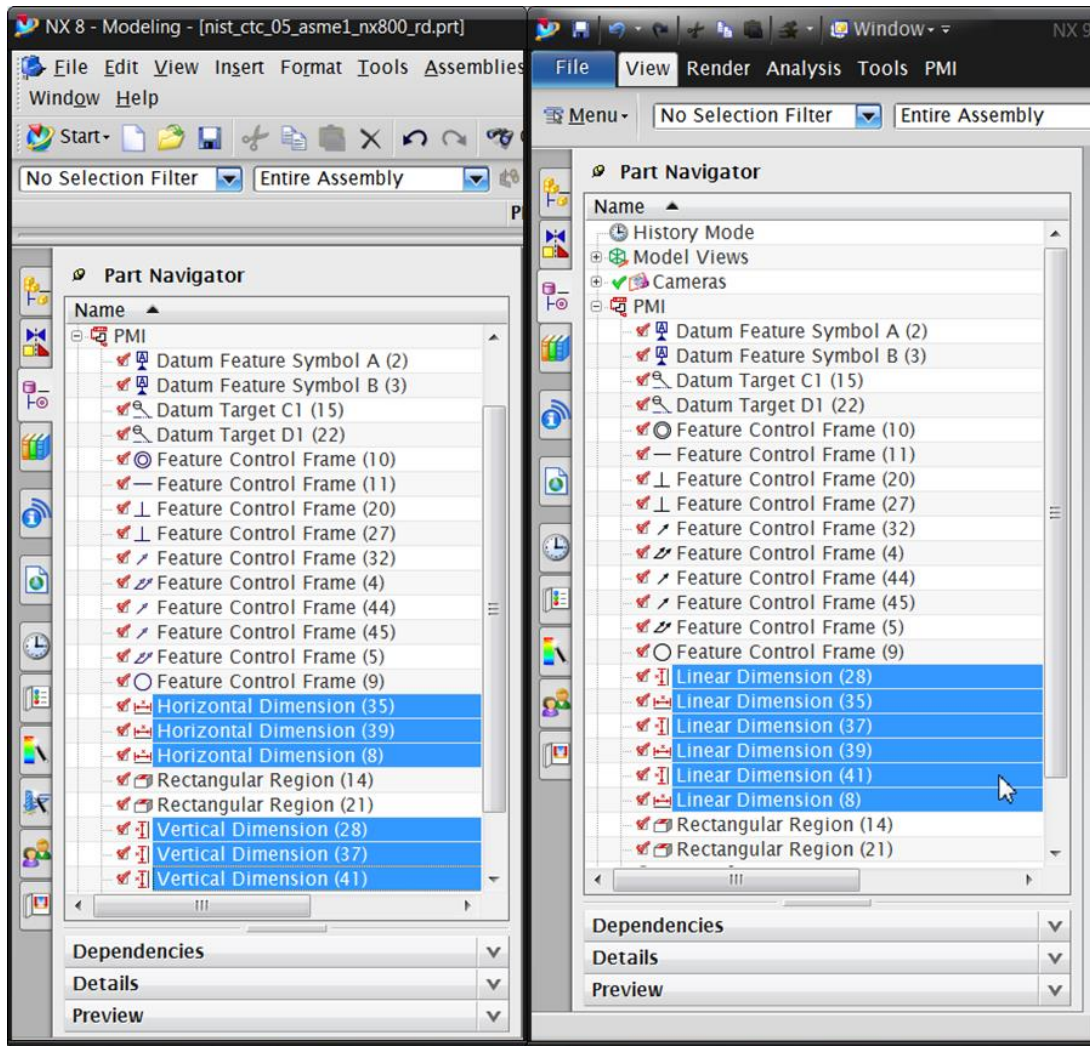 NX 8 - Modeling - [nist_ctc_05_asme1_nx800_rd.prt]
File Edit View Insert Format Tools Assemblies
Window Help
Start
No Selection Filter Entire Assembly
Part Navigator
Name
PMI
Datum Feature Symbol A (2)
Datum Feature Symbol B (3)
Datum Target C1 (15)
Datum Target D1 (22)
Feature Control Frame (10)
Feature Control Frame (11)
Feature Control Frame (20)
Feature Control Frame (27)
Feature Control Frame (32)
Feature Control Frame (4)
Feature Control Frame (44)
Feature Control Frame (45)
Feature Control Frame (5)
Feature Control Frame (9)
Horizontal Dimension (35)
Horizontal Dimension (39)
Horizontal Dimension (8)
Rectangular Region (14)
Rectangular Region (21)
Vertical Dimension (28)
Vertical Dimension (37)
Vertical Dimension (41)
Dependencies
Details
Preview
Window NX 9
File View Render Analysis Tools PMI
Menu No Selection Filter Entire Assembly
Part Navigator
Name
History Mode
Model Views
Cameras
PMI
Datum Feature Symbol A (2)
Datum Feature Symbol B (3)
Datum Target C1 (15)
Datum Target D1 (22)
Feature Control Frame (10)
Feature Control Frame (11)
Feature Control Frame (20)
Feature Control Frame (27)
Feature Control Frame (32)
Feature Control Frame (4)
Feature Control Frame (44)
Feature Control Frame (45)
Feature Control Frame (5)
Feature Control Frame (9)
Linear Dimension (28)
Linear Dimension (35)
Linear Dimension (37)
Linear Dimension (39)
Linear Dimension (41)
Linear Dimension (8)
Rectangular Region (14)
Rectangular Region (21)
Dependencies
Details
Preview